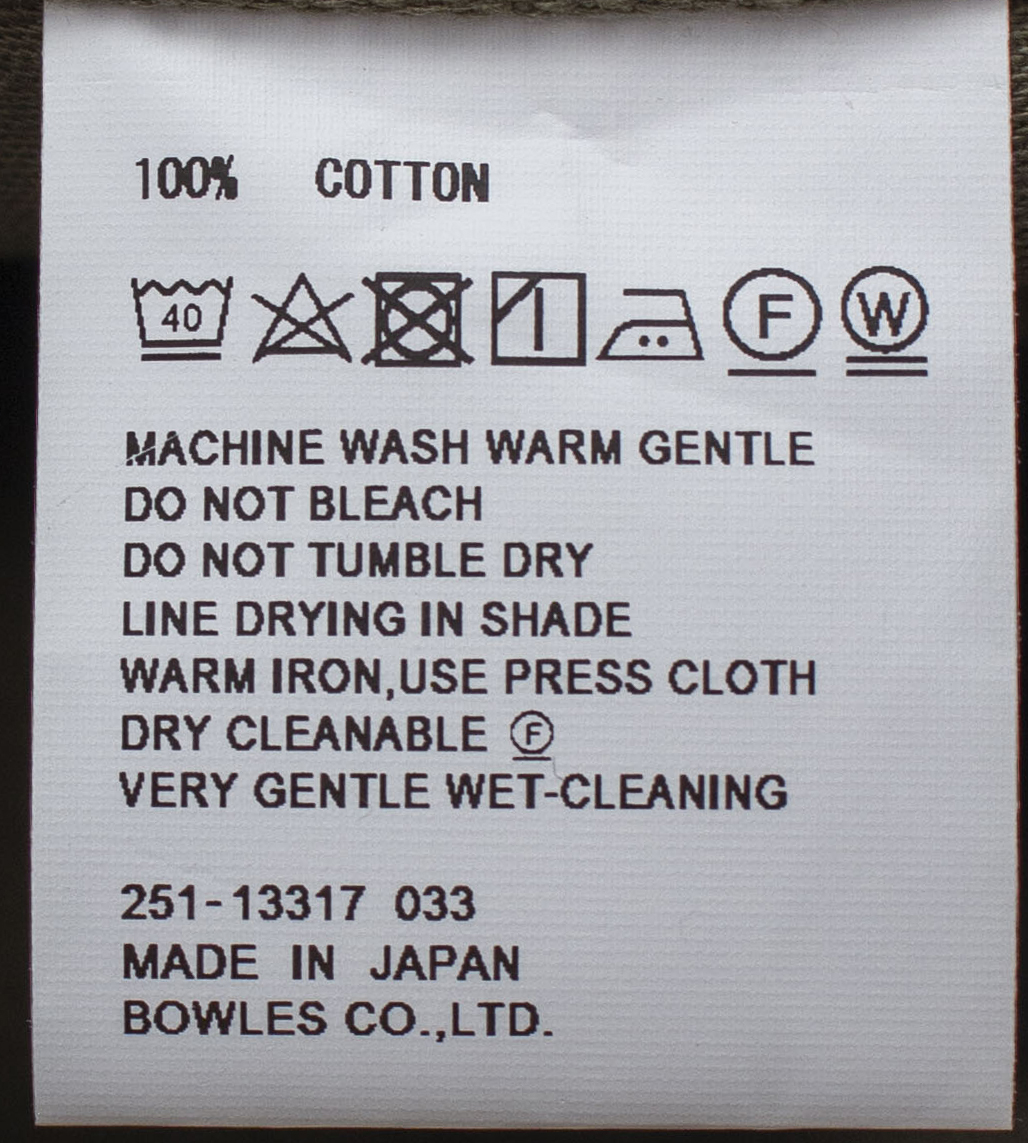 100% COTTON
40 F W
MACHINE WASH WARM GENTLE
DO NOT BLEACH
DO NOT TUMBLE DRY
LINE DRYING IN SHADE
WARM IRON,USE PRESS CLOTH
DRY CLEANABLE Ⓕ
VERY GENTLE WET-CLEANING
251-13317 033
MADE IN JAPAN
BOWLES CO.,LTD.